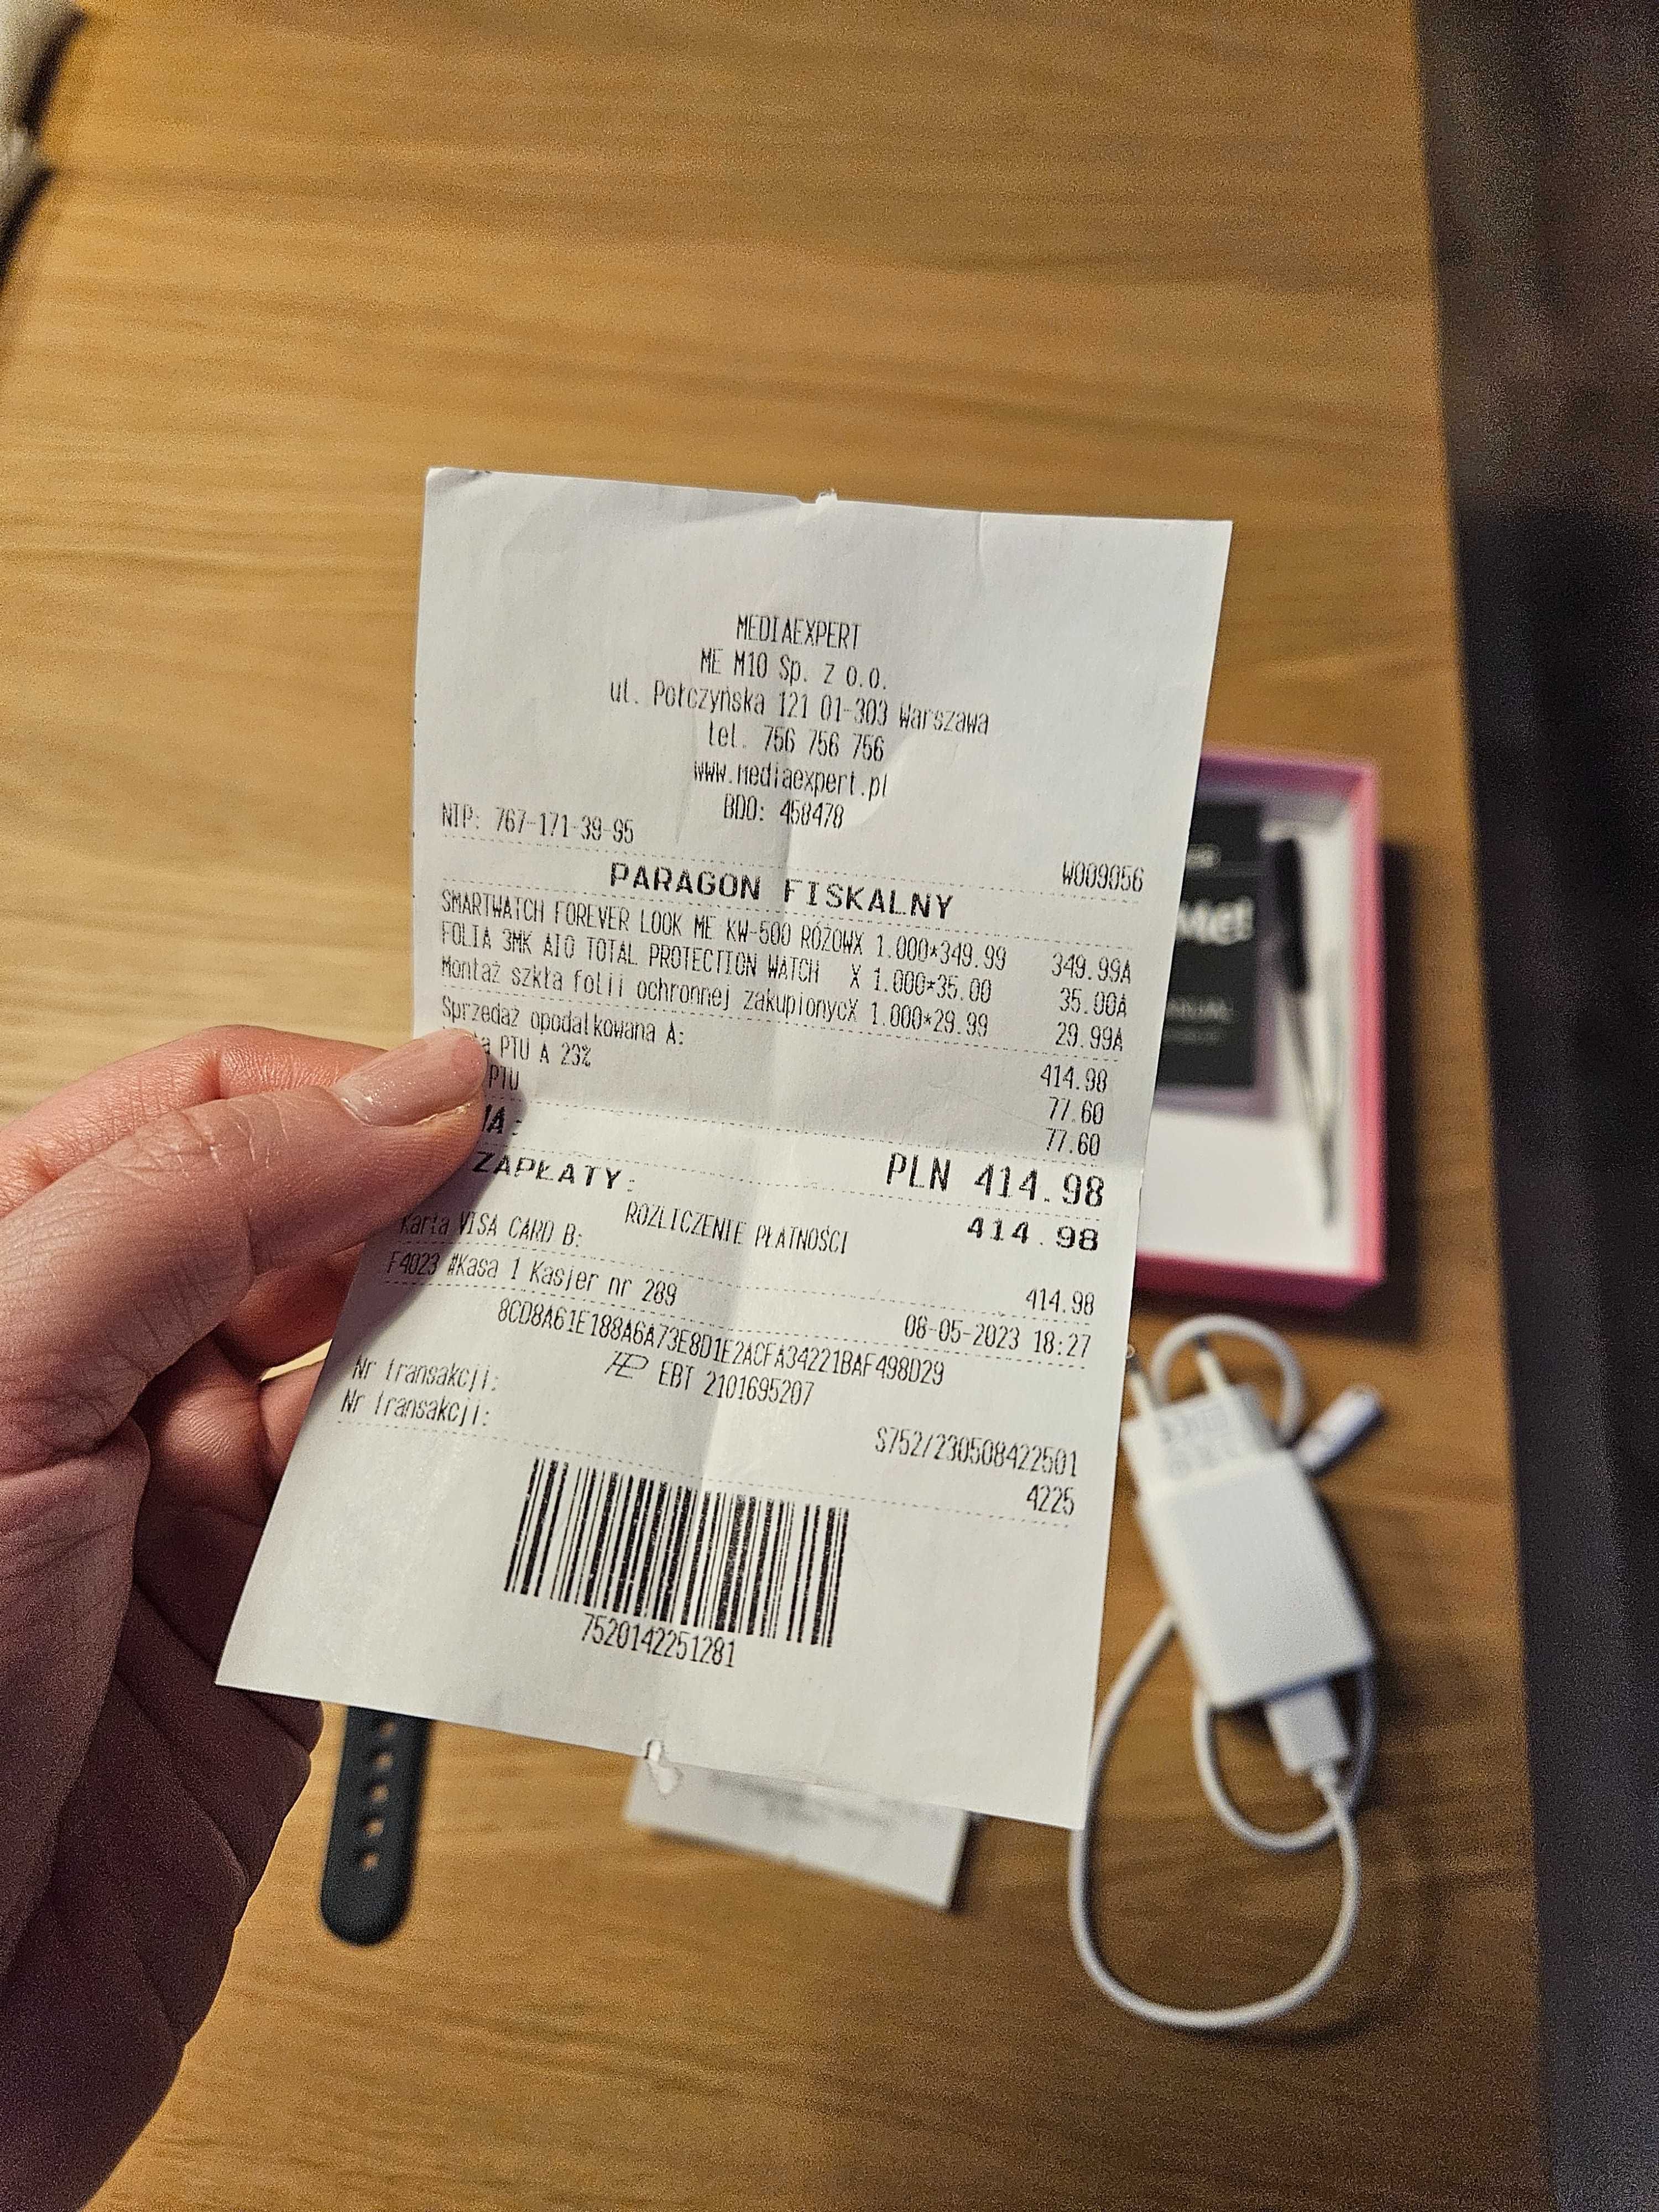 MEDIAEXPERT
ME M10 Sp. z o.o.
ul. Połczyńska 121 01-303 Warszawa
tel. 756 756 756
www.mediaexpert.pl
BDO: 458478
NIP: 767-171-39-95
W009056
PARAGON FISKALNY
SMARTWATCH FOREVER LOOK ME KW-500 RÓŻOWX 1.000*349.99 349.99A
FOLIA 3MK AIO TOTAL PROTECTION WATCH X 1.000*35.00 35.00A
Montaż szkła folii ochronnej zakupionycX 1.000*29.99 29.99A
Sprzedaż opodatkowana A: 414.98
PTU A 23% 77.60
PTU 77.60
PLN 414.98
ZAPŁATY: 414.98
ROZLICZENIE PŁATNOŚCI
Karta VISA CARD B: 414.98
F4023 #Kasa 1 Kasjer nr 289 08-05-2023 18:27
8CD8A61E188A6A73E8D1E2ACFA34221BAF498D29
EBT 2101695207
Nr transakcji: S752/230508422501
Nr transakcji: 4225
7520142251281
Me!